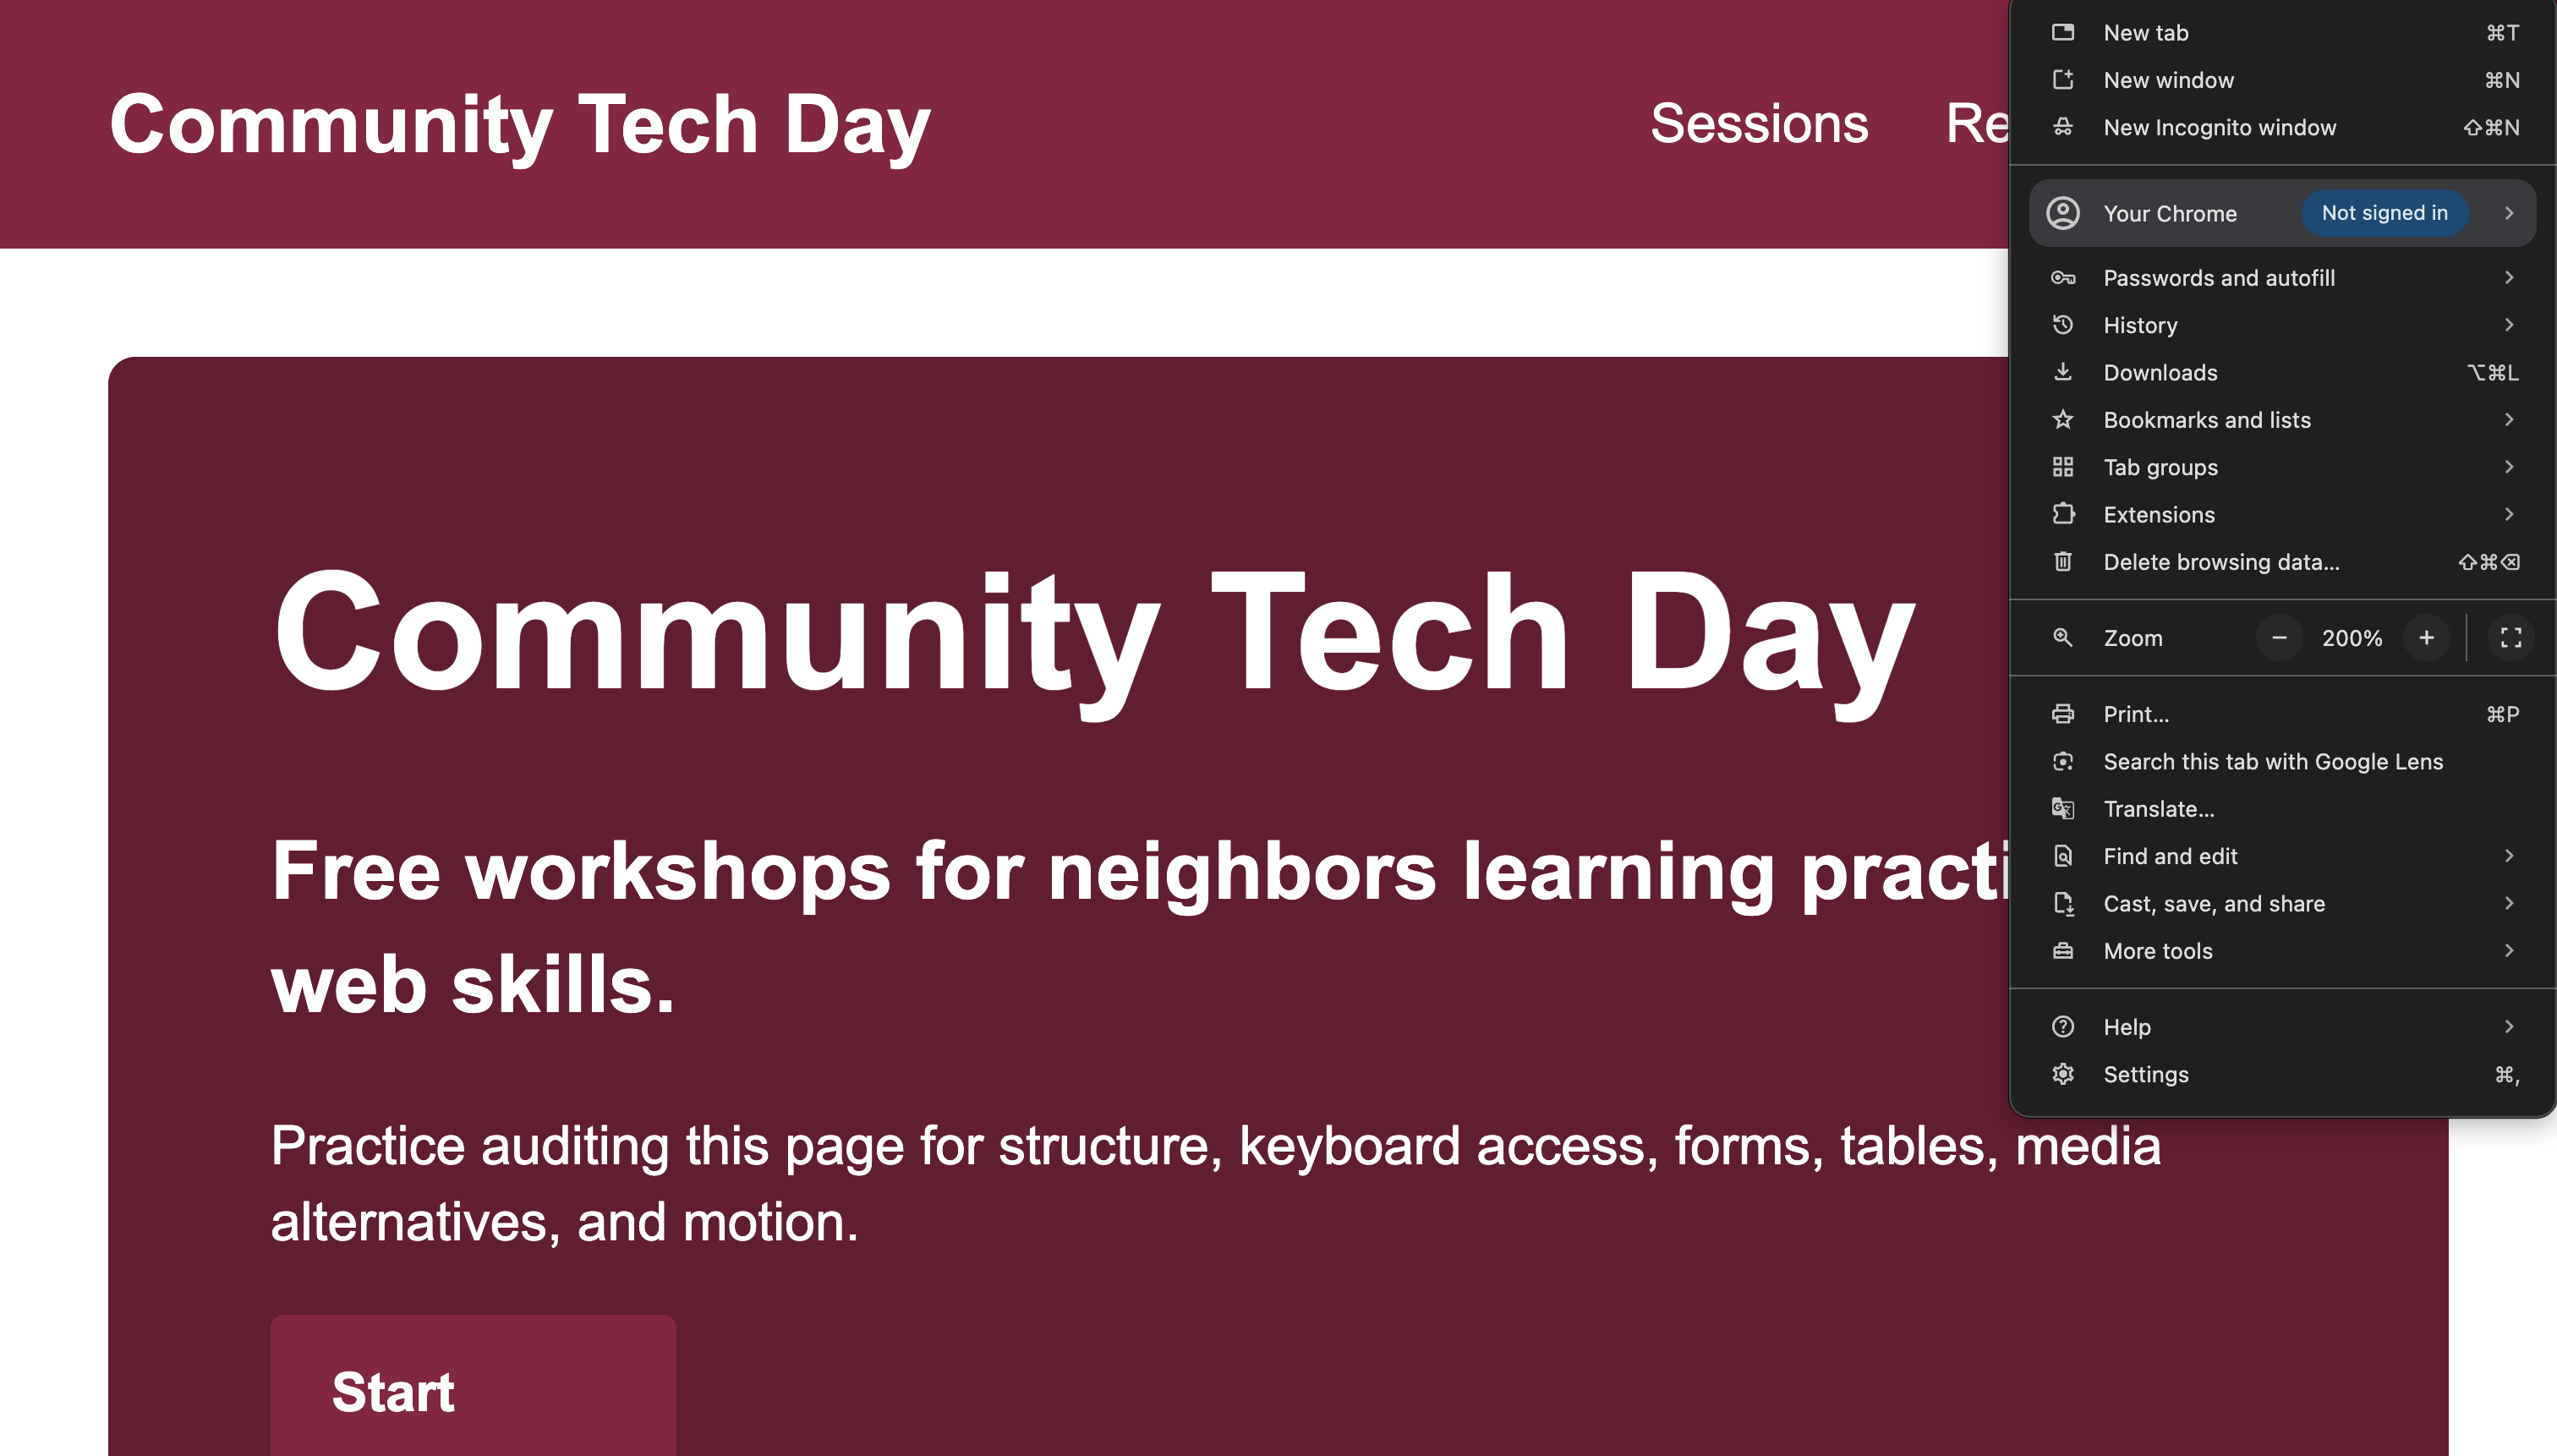 Community Tech Day
Sessions
New tab ⌘T
New window ⌘N
New Incognito window ⇧⌘N
Your Chrome Not signed in
Passwords and autofill
History
Downloads ⌥⌘L
Bookmarks and lists
Tab groups
Extensions
Delete browsing data... ⇧⌘⌫
Zoom − 200% +
Print... ⌘P
Search this tab with Google Lens
Translate...
Find and edit
Cast, save, and share
More tools
Help
Settings ⌘,
Community Tech Day
Free workshops for neighbors learning
web skills.
Practice auditing this page for structure, keyboard access, forms, tables, media
alternatives, and motion.
Start